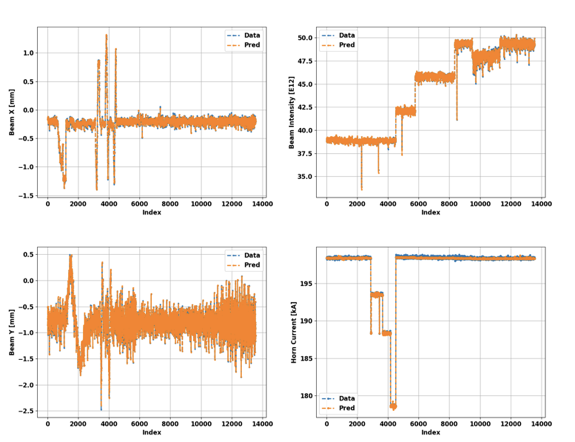 Data
Pred
1.0
0.5
0.0
−0.5
−1.0
−1.5
Beam X [mm]
0 2000 4000 6000 8000 10000 12000 14000
Index
Data
Pred
50.0
47.5
45.0
42.5
40.0
37.5
35.0
Beam Intensity [E12]
0 2000 4000 6000 8000 10000 12000 14000
Index
Data
Pred
0.5
0.0
−0.5
−1.0
−1.5
−2.0
−2.5
Beam Y [mm]
0 2000 4000 6000 8000 10000 12000 14000
Index
195
190
185
180
Horn Current [kA]
Data
Pred
0 2000 4000 6000 8000 10000 12000 14000
Index